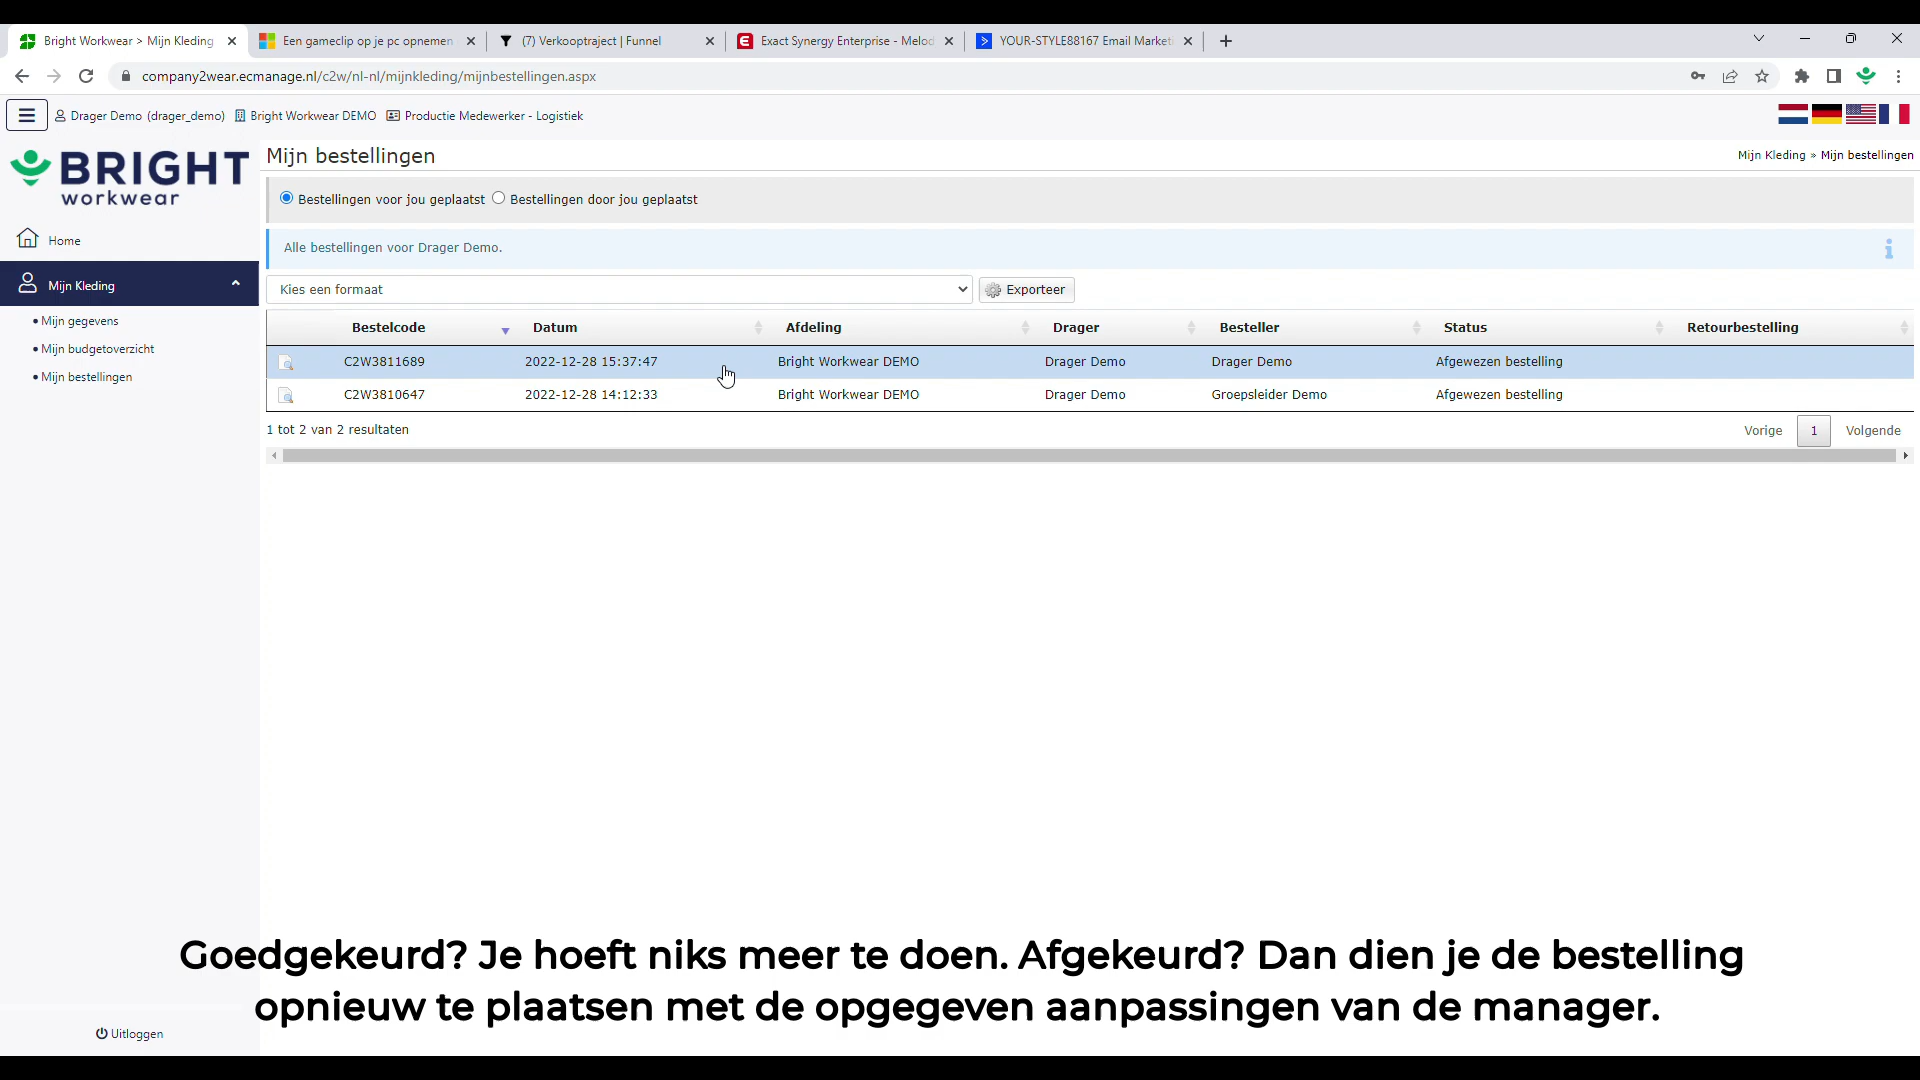 Bright Workwear > Mijn Kleding
Een gameclip op je pc opnemen
(7) Verkooptraject | Funnel
Exact Synergy Enterprise - Melod
YOUR-STYLE88167 Email Marketi
company2wear.ecmanage.nl/c2w/nl-nl/mijnkleding/mijnbestellingen.aspx
Drager Demo (drager_demo) Bright Workwear DEMO Productie Medewerker - Logistiek
BRIGHT
workwear
Home
Mijn Kleding
Mijn gegevens
Mijn budgetoverzicht
Mijn bestellingen
Uitloggen
Mijn bestellingen
Mijn Kleding » Mijn bestellingen
Bestellingen voor jou geplaatst Bestellingen door jou geplaatst
Alle bestellingen voor Drager Demo.
Kies een formaat Exporteer
Bestelcode Datum Afdeling Drager Besteller Status Retourbestelling
C2W3811689 2022-12-28 15:37:47 Bright Workwear DEMO Drager Demo Drager Demo Afgewezen bestelling
C2W3810647 2022-12-28 14:12:33 Bright Workwear DEMO Drager Demo Groepsleider Demo Afgewezen bestelling
1 tot 2 van 2 resultaten
Vorige 1 Volgende
Goedgekeurd? Je hoeft niks meer te doen. Afgekeurd? Dan dien je de bestelling
opnieuw te plaatsen met de opgegeven aanpassingen van de manager.